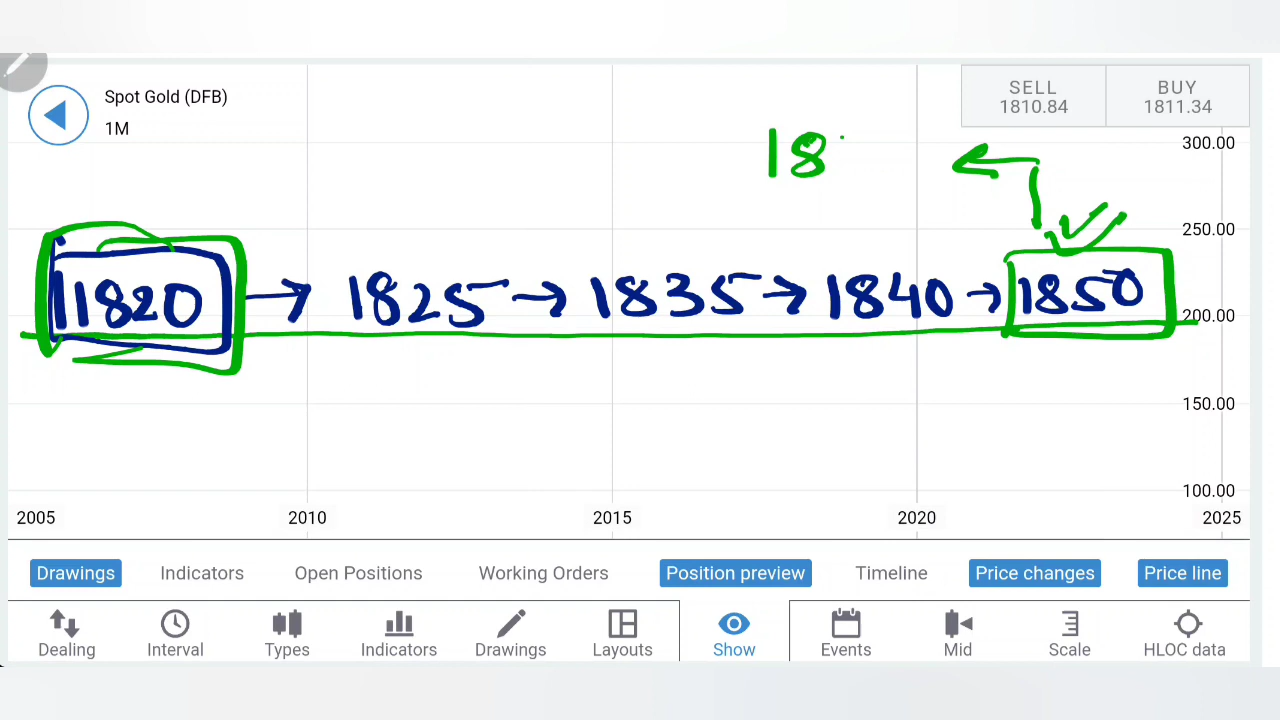 Spot Gold (DFB)
1M
SELL
1810.84
BUY
1811.34
18
300.00
250.00
1820 → 1825 → 1835 → 1840 → 1850
200.00
150.00
100.00
2005 2010 2015 2020 2025
Drawings Indicators Open Positions Working Orders Position preview Timeline Price changes Price line
Dealing Interval Types Indicators Drawings Layouts Show Events Mid Scale HLOC data